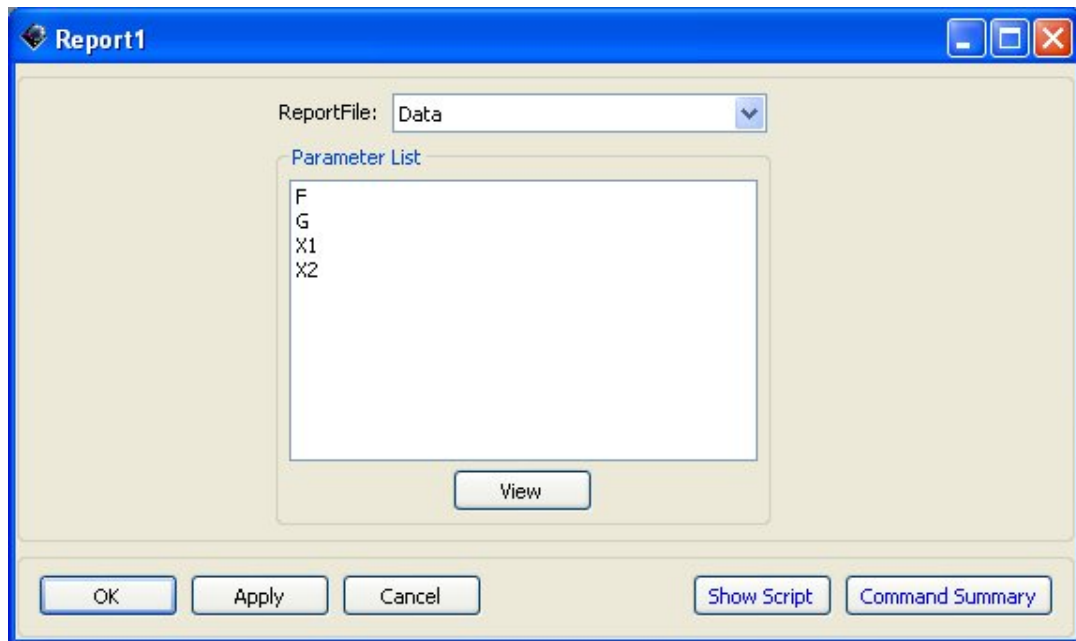 Report1
ReportFile: Data
Parameter List
F
G
X1
X2
View
OK Apply Cancel Show Script Command Summary